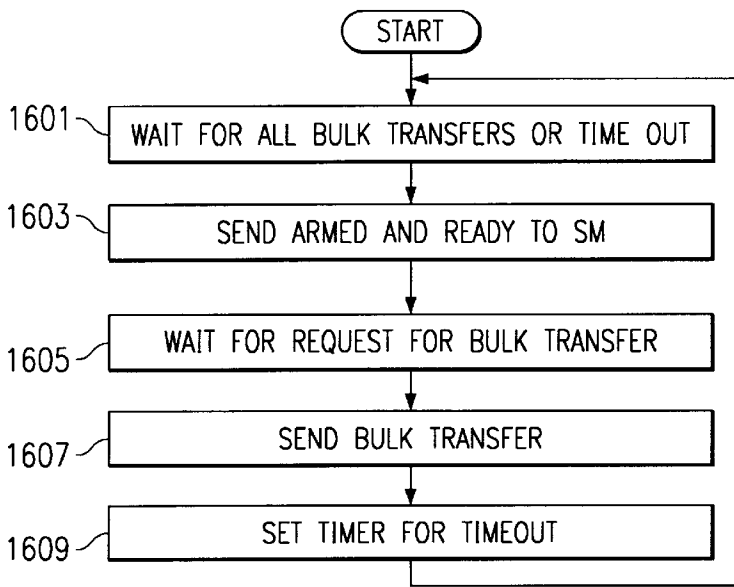 START
1601
WAIT FOR ALL BULK TRANSFERS OR TIME OUT
1603
SEND ARMED AND READY TO SM
1605
WAIT FOR REQUEST FOR BULK TRANSFER
1607
SEND BULK TRANSFER
1609
SET TIMER FOR TIMEOUT